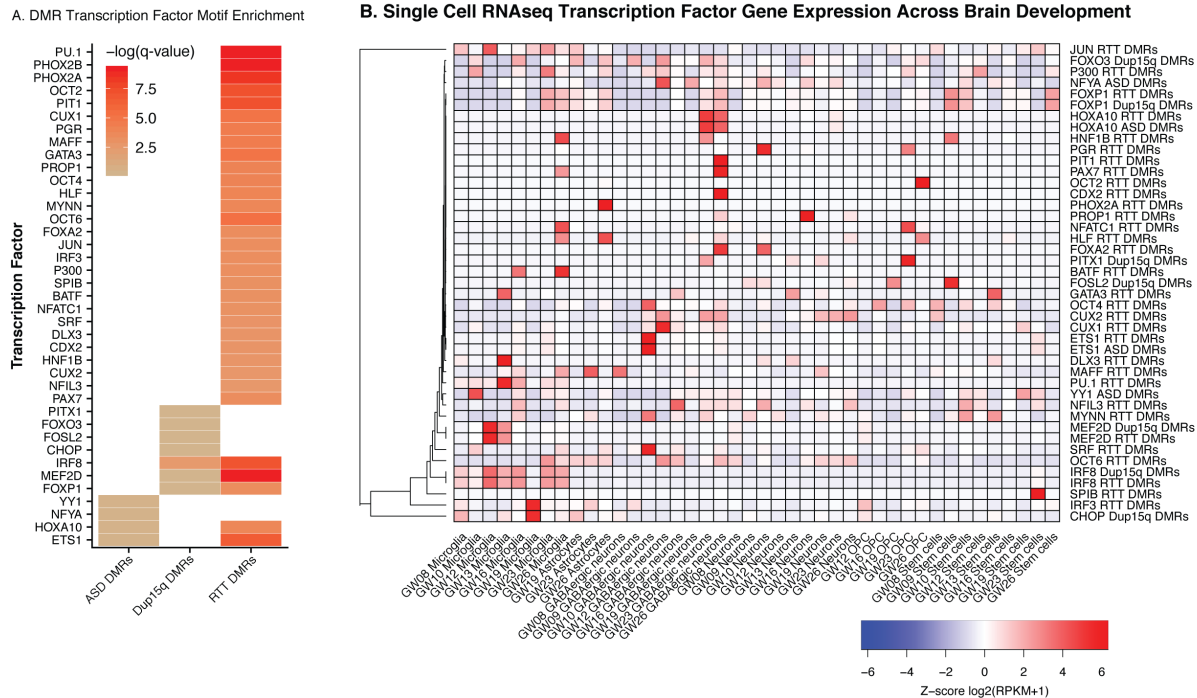 A. DMR Transcription Factor Motif Enrichment
B. Single Cell RNAseq Transcription Factor Gene Expression Across Brain Development
Transcription Factor
PU.1
PHOX2B
PHOX2A
OCT2
PIT1
CUX1
PGR
MAFF
GATA3
PROP1
OCT4
HLF
MYNN
OCT6
FOXA2
JUN
IRF3
P300
SPIB
BATF
NFATC1
SRF
DLX3
CDX2
HNF1B
CUX2
NFIL3
PAX7
PITX1
FOXO3
FOSL2
CHOP
IRF8
MEF2D
FOXP1
YY1
NFYA
HOXA10
ETS1
−log(q-value)
7.5
5.0
2.5
ASD DMRs
Dup15q DMRs
RTT DMRs
JUN RTT DMRs
FOXO3 Dup15q DMRs
P300 RTT DMRs
NFYA ASD DMRs
FOXP1 RTT DMRs
FOXP1 Dup15q DMRs
HOXA10 RTT DMRs
HOXA10 ASD DMRs
HNF1B RTT DMRs
PGR RTT DMRs
PIT1 RTT DMRs
PAX7 RTT DMRs
OCT2 RTT DMRs
CDX2 RTT DMRs
PHOX2A RTT DMRs
PROP1 RTT DMRs
NFATC1 RTT DMRs
HLF RTT DMRs
FOXA2 RTT DMRs
PITX1 Dup15q DMRs
BATF RTT DMRs
FOSL2 Dup15q DMRs
GATA3 RTT DMRs
OCT4 RTT DMRs
CUX2 RTT DMRs
CUX1 RTT DMRs
ETS1 RTT DMRs
ETS1 ASD DMRs
DLX3 RTT DMRs
MAFF RTT DMRs
PU.1 RTT DMRs
YY1 ASD DMRs
NFIL3 RTT DMRs
MYNN RTT DMRs
MEF2D Dup15q DMRs
MEF2D RTT DMRs
SRF RTT DMRs
OCT6 RTT DMRs
IRF8 Dup15q DMRs
IRF8 RTT DMRs
SPIB RTT DMRs
IRF3 RTT DMRs
CHOP Dup15q DMRs
GW08 Microglia
GW10 Microglia
GW12 Microglia
GW13 Microglia
GW16 Microglia
GW19 Microglia
GW23 Microglia
GW26 Microglia
GW19 Astrocytes
GW23 Astrocytes
GW26 Astrocytes
GW08 GABAergic neurons
GW09 GABAergic neurons
GW10 GABAergic neurons
GW12 GABAergic neurons
GW16 GABAergic neurons
GW19 GABAergic neurons
GW23 GABAergic neurons
GW26 GABAergic neurons
GW08 Neurons
GW09 Neurons
GW10 Neurons
GW12 Neurons
GW13 Neurons
GW16 Neurons
GW19 Neurons
GW23 Neurons
GW26 Neurons
GW12 OPC
GW16 OPC
GW19 OPC
GW23 OPC
GW26 OPC
GW08 Stem cells
GW09 Stem cells
GW10 Stem cells
GW12 Stem cells
GW13 Stem cells
GW16 Stem cells
GW19 Stem cells
GW23 Stem cells
GW26 Stem cells
−6 −4 −2 0 2 4 6
Z−score log2(RPKM+1)